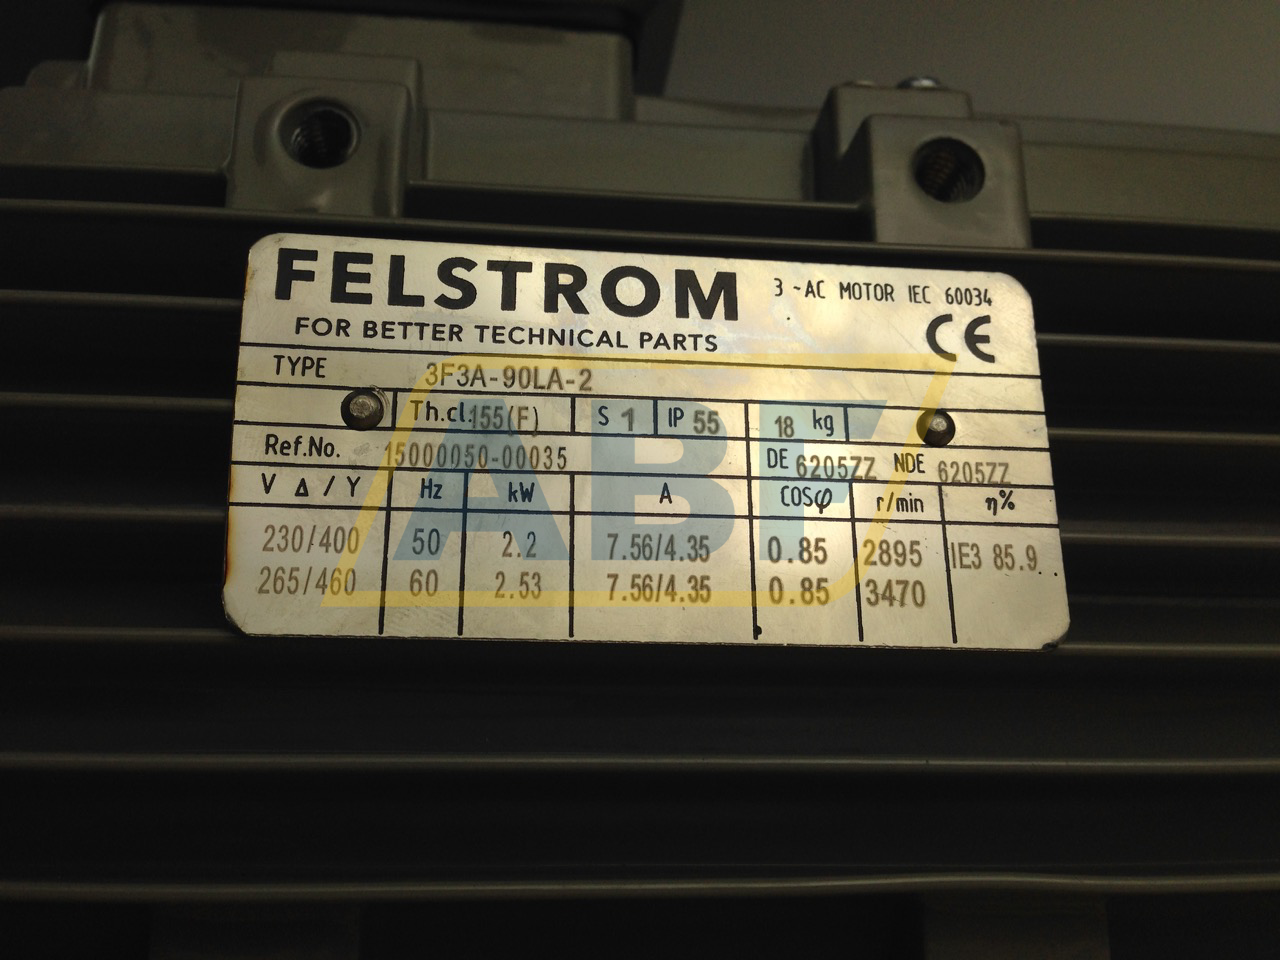 FELSTROM
3 ~AC MOTOR IEC 60034
FOR BETTER TECHNICAL PARTS
CE
TYPE 3F3A-90LA-2
Th.cl.155(F) S 1 IP 55 18 kg
Ref.No. 15000050-00035 DE 6205ZZ NDE 6205ZZ
V Δ / Y Hz kW A COSφ r/min η%
230/400 50 2.2 7.56/4.35 0.85 2895 IE3 85.9
265/460 60 2.53 7.56/4.35 0.85 3470
ABF